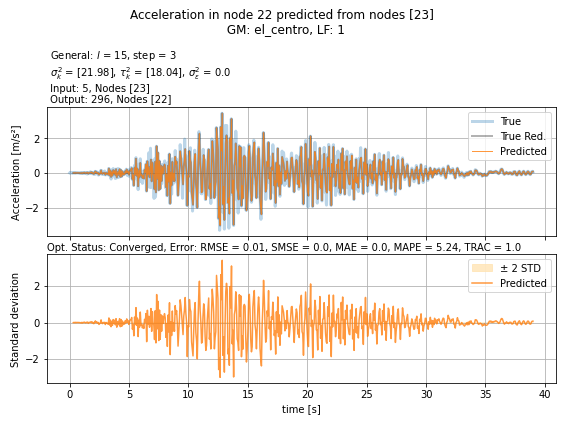 Acceleration in node 22 predicted from nodes [23]
GM: el_centro, LF: 1
General: l = 15, step = 3
σ²ₖ = [21.98], τ²ₖ = [18.04], σ²ε = 0.0
Input: 5, Nodes [23]
Output: 296, Nodes [22]
Acceleration [m/s²]
2
0
−2
True
True Red.
Predicted
Opt. Status: Converged, Error: RMSE = 0.01, SMSE = 0.0, MAE = 0.0, MAPE = 5.24, TRAC = 1.0
Standard deviation
2
0
−2
± 2 STD
Predicted
0 5 10 15 20 25 30 35 40
time [s]